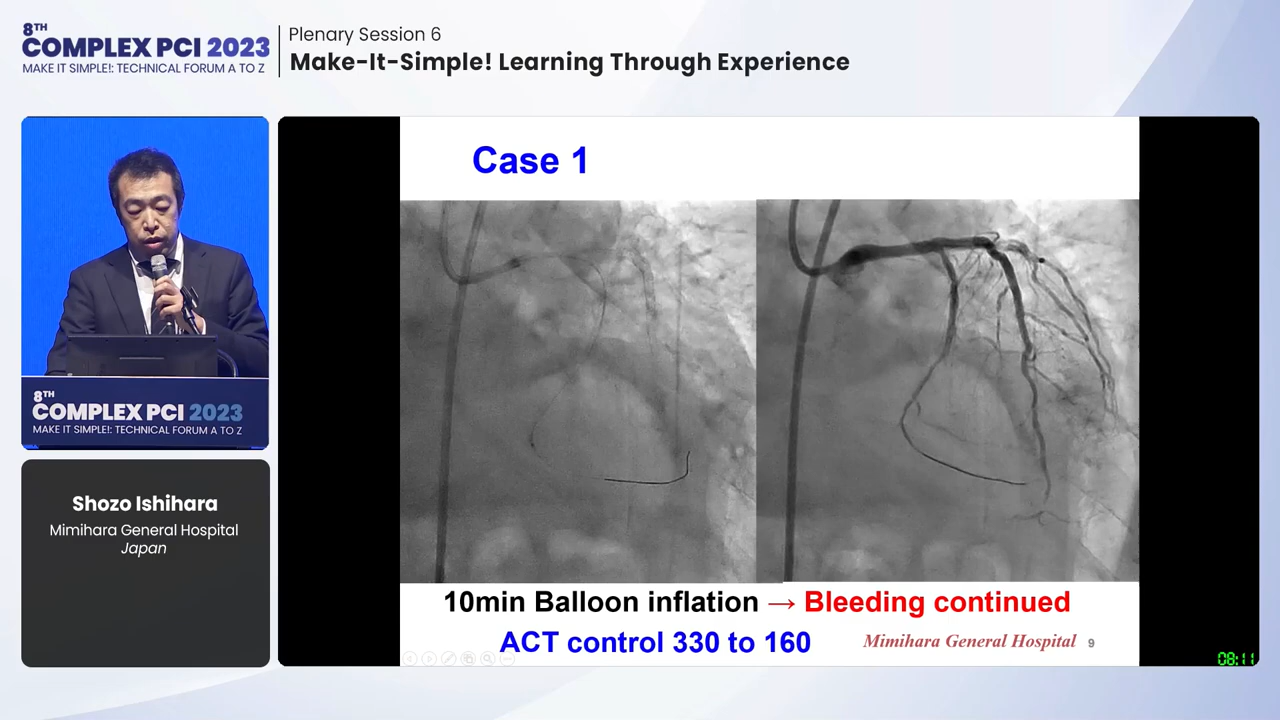 8TH
COMPLEX PCI 2023
MAKE IT SIMPLE!: TECHNICAL FORUM A TO Z
Plenary Session 6
Make-It-Simple! Learning Through Experience
8TH
COMPLEX PCI 2023
MAKE IT SIMPLE!: TECHNICAL FORUM A TO Z
Shozo Ishihara
Mimihara General Hospital
Japan
Case 1
10min Balloon inflation → Bleeding continued
ACT control 330 to 160
Mimihara General Hospital 9
08:11